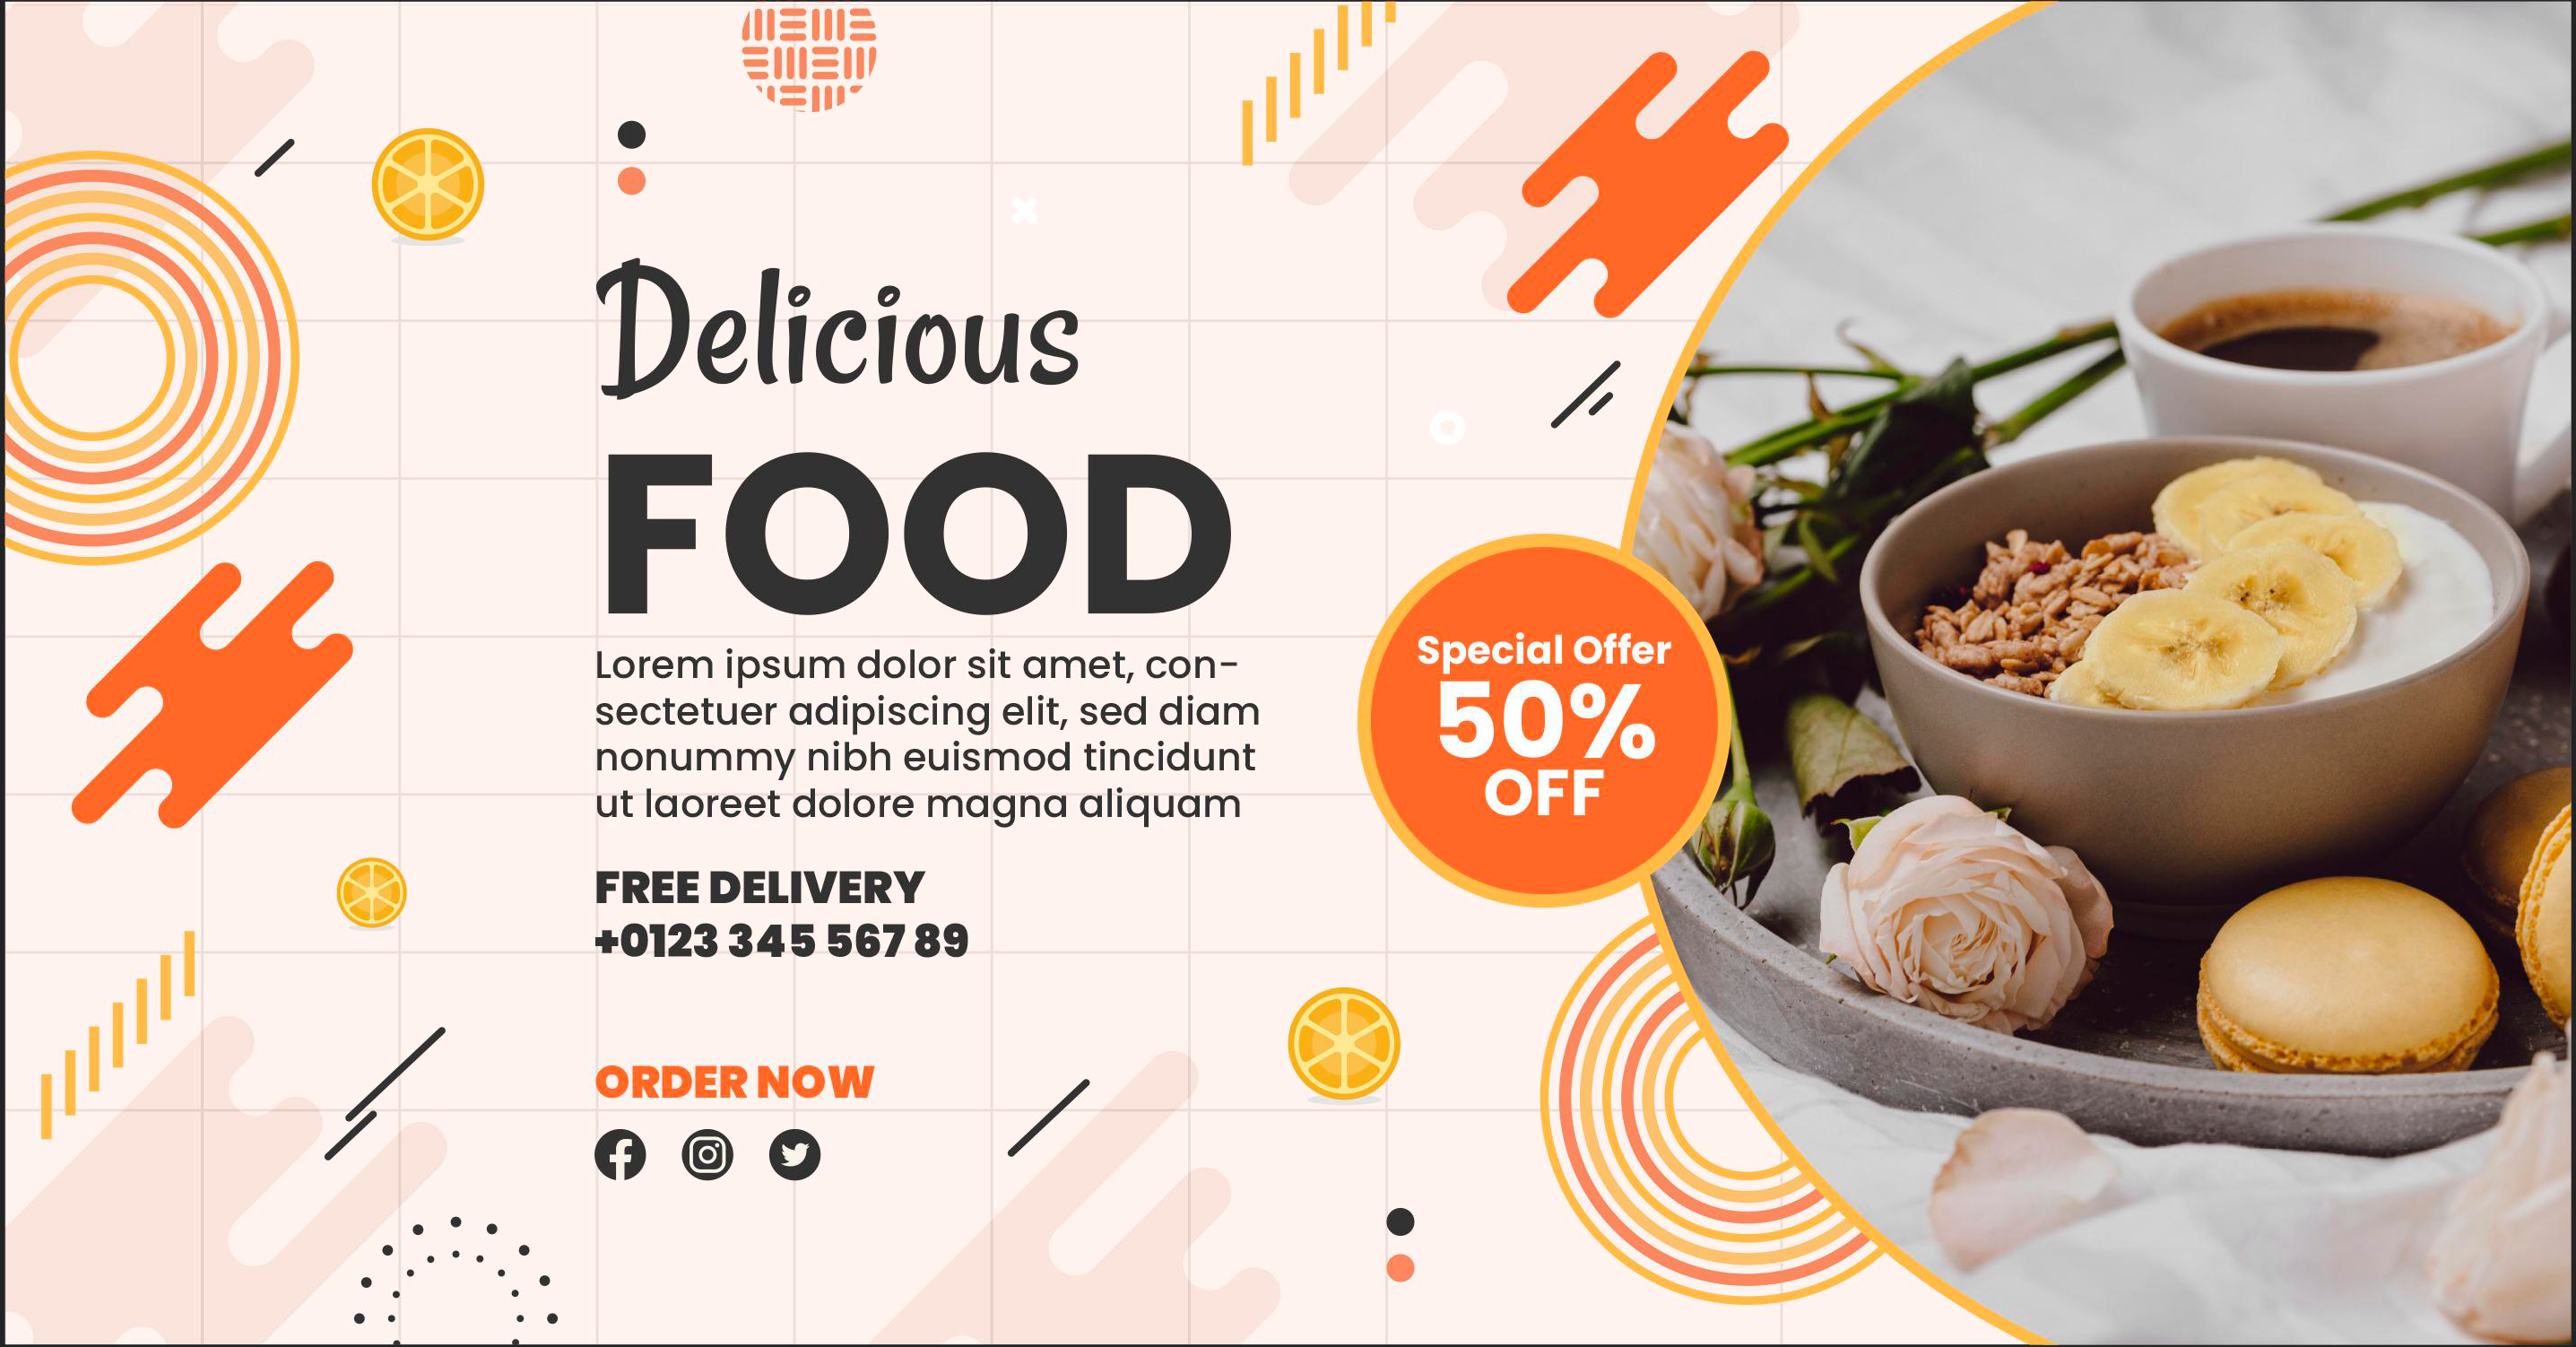 Delicious
FOOD
Lorem ipsum dolor sit amet, con-
sectetuer adipiscing elit, sed diam
nonummy nibh euismod tincidunt
ut laoreet dolore magna aliquam
FREE DELIVERY
+0123 345 567 89
ORDER NOW
Special Offer
50%
OFF